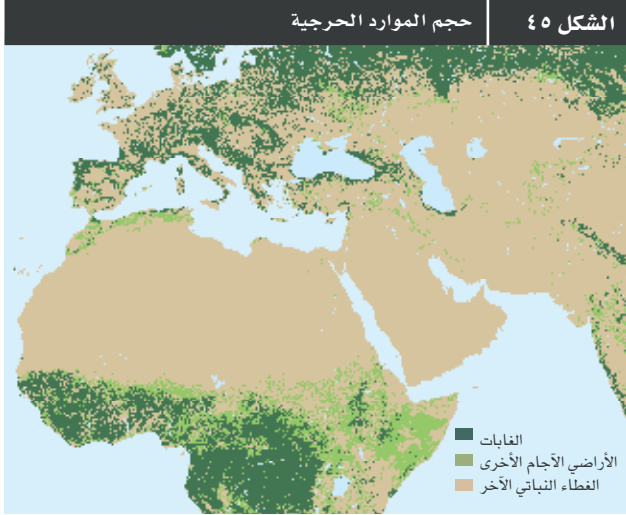 الشكل ٤٥
حجم الموارد الحرجية
الغابات
الأراضي الآجام الأخرى
الغطاء النباتي الآخر